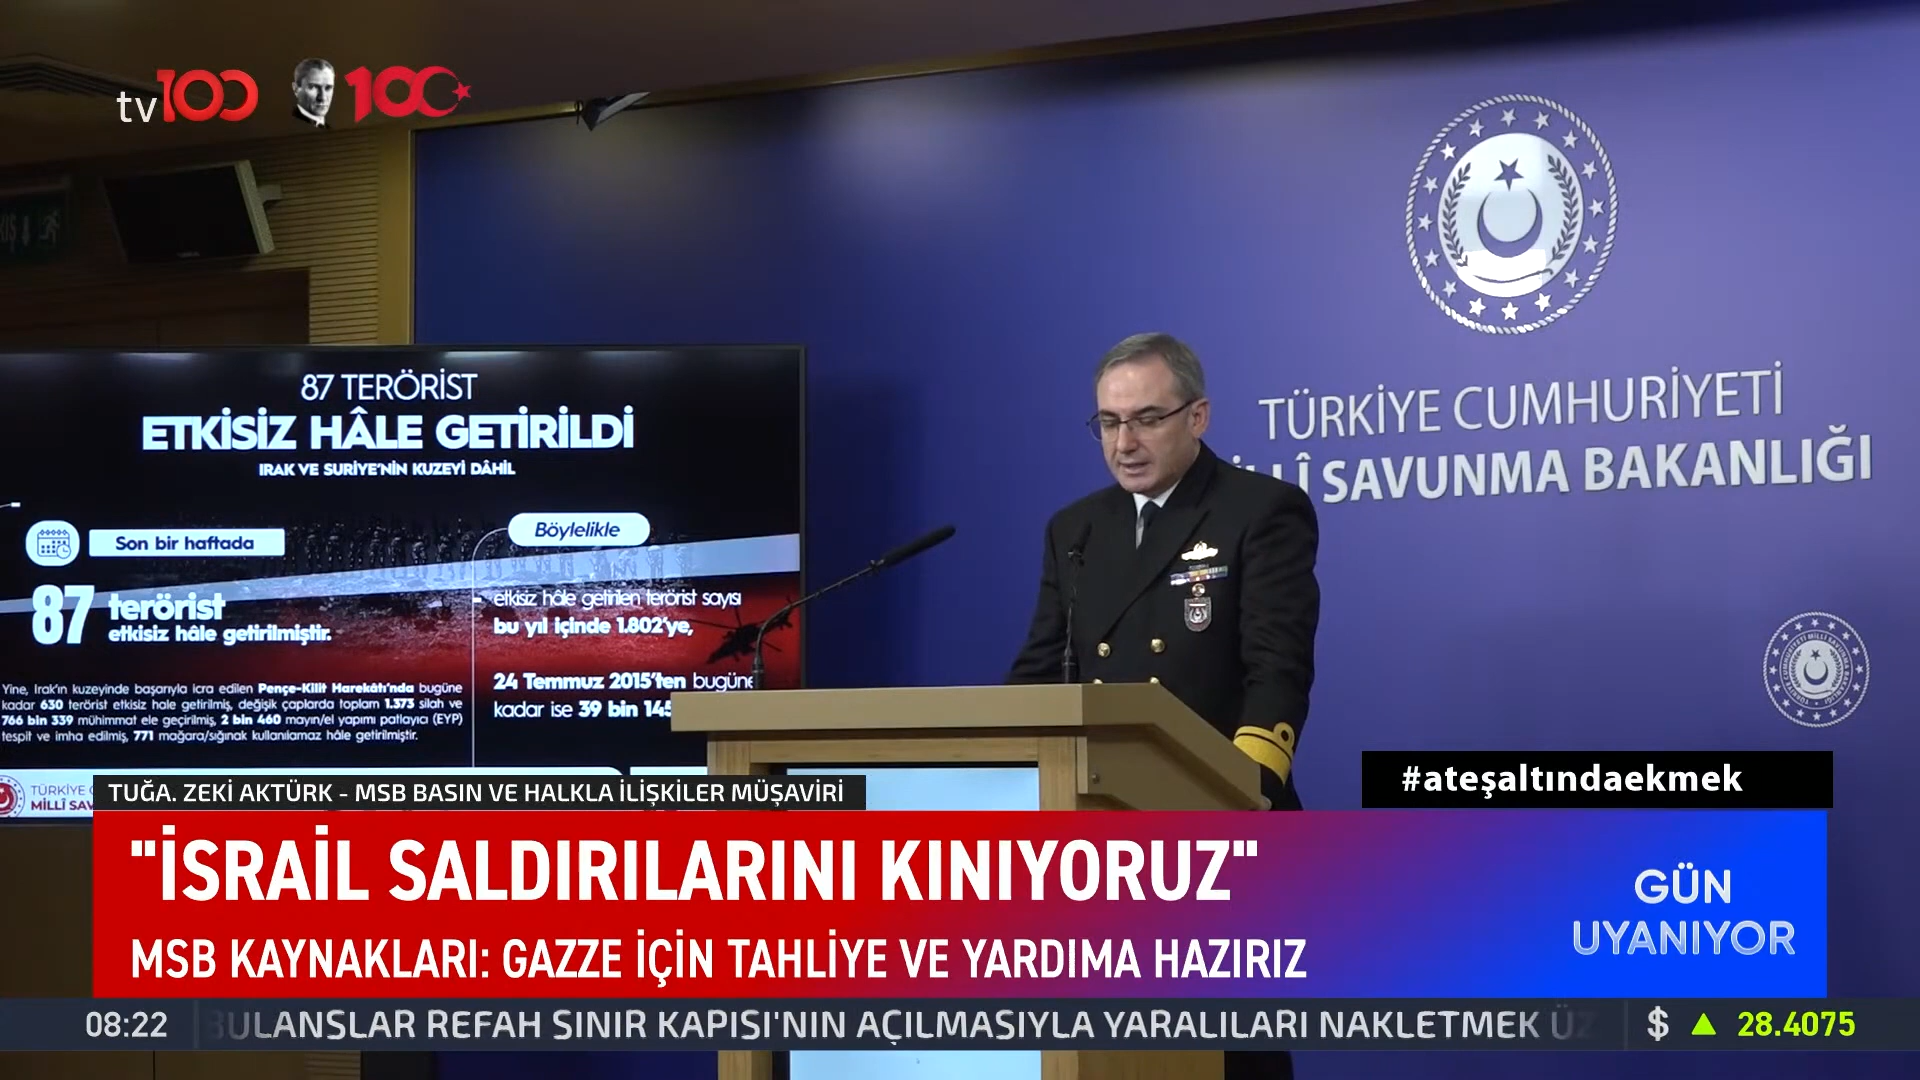 tv100
100
TÜRKİYE CUMHURİYETİ
SAVUNMA BAKANLIĞI
87 TERÖRİST
ETKİSİZ HÂLE GETİRİLDİ
IRAK VE SURİYE'NİN KUZEYİ DÂHİL
Son bir haftada
87 terörist
etkisiz hâle getirilmiştir.
Yine, Irak'ın kuzeyinde başarıyla icra edilen Pençe-Kilit Harekâtı'nda bugüne
kadar 630 terörist etkisiz hale getirilmiş, değişik çaplarda toplam 1.373 silah ve
766 bin 339 mühimmat ele geçirilmiş, 2 bin 460 mayın/el yapımı patlayıcı (EYP)
tespit ve imha edilmiş, 771 mağara/sığınak kullanılamaz hâle getirilmiştir.
Böylelikle
etkisiz hâle getirilen terörist sayısı
bu yıl içinde 1.802'ye,
24 Temmuz 2015'ten bugüne
kadar ise 39 bin 145
TÜRKİYE
MİLLÎ
#ateşaltındaekmek
TUĞA. ZEKİ AKTÜRK - MSB BASIN VE HALKLA İLİŞKİLER MÜŞAVİRİ
"İSRAİL SALDIRILARINI KINIYORUZ"
MSB KAYNAKLARI: GAZZE İÇİN TAHLİYE VE YARDIMA HAZIRIZ
GÜN
UYANIYOR
08:22 BULANSLAR REFAH SINIR KAPISI'NIN AÇILMASIYLA YARALILARI NAKLETMEK $ ▲ 28.4075